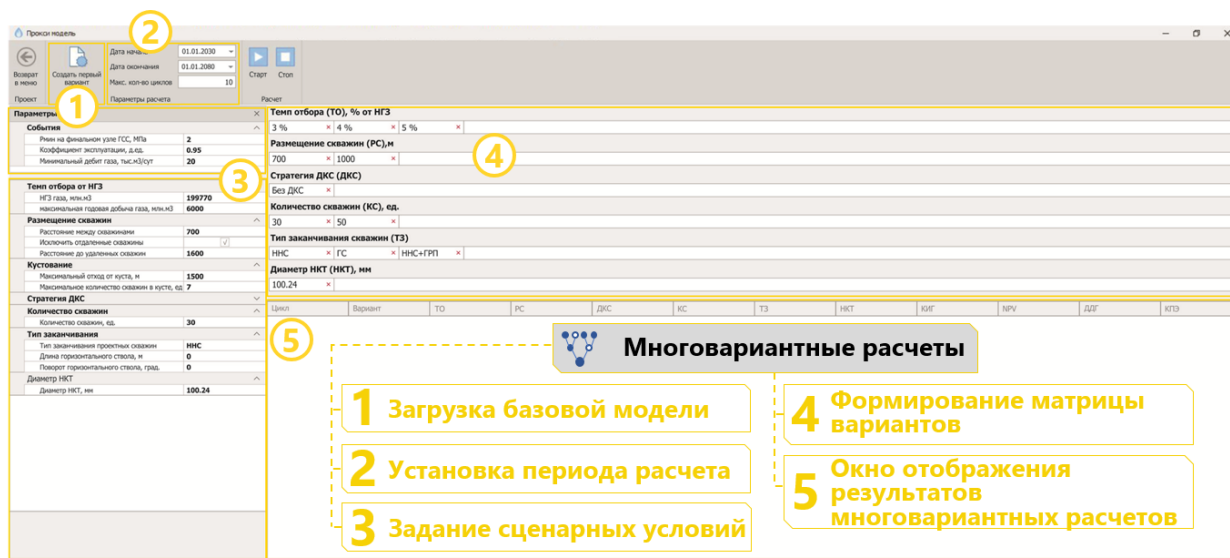 Прокси модель
2
Возврат
в меню
Проект
Создать первый
вариант
1
Дата начала
01.01.2030
Дата окончания
01.01.2080
Макс. кол-во циклов
10
Параметры расчета
Старт
Стоп
Расчет
Параметры
События
Рмин на финальном узле ГСС, МПа
2
Коэффициент эксплуатации, д.ед.
0.95
Минимальный дебит газа, тыс.м3/сут
20
3
Темп отбора от НГЗ
НГЗ газа, млн.м3
199770
максимальная годовая добыча газа, млн.м3
6000
Размещение скважин
Расстояние между скважинами
700
Исключить отдаленные скважины
Расстояние до удаленных скважин
1600
Кустование
Максимальный отход от куста, м
1500
Максимальное количество скважин в кусте, ед
7
Стратегия ДКС
Количество скважин
Количество скважин, ед.
30
Тип заканчивания
Тип заканчивания проектных скважин
ННС
Длина горизонтального ствола, м
0
Поворот горизонтального ствола, град.
0
Диаметр НКТ
Диаметр НКТ, мм
100.24
Темп отбора (ТО), % от НГЗ
3 % × 4 % × 5 % ×
Размещение скважин (РС),м
4
700 × 1000 ×
Стратегия ДКС (ДКС)
Без ДКС ×
Количество скважин (КС), ед.
30 × 50 ×
Тип заканчивания скважин (ТЗ)
ННС × ГС × ННС+ГРП ×
Диаметр НКТ (НКТ), мм
100.24 ×
Цикл Вариант ТО РС ДКС КС ТЗ НКТ КИГ NPV ДДГ КПЭ
5
Многовариантные расчеты
1 Загрузка базовой модели
2 Установка периода расчета
3 Задание сценарных условий
4 Формирование матрицы
вариантов
5 Окно отображения
результатов
многовариантных расчетов